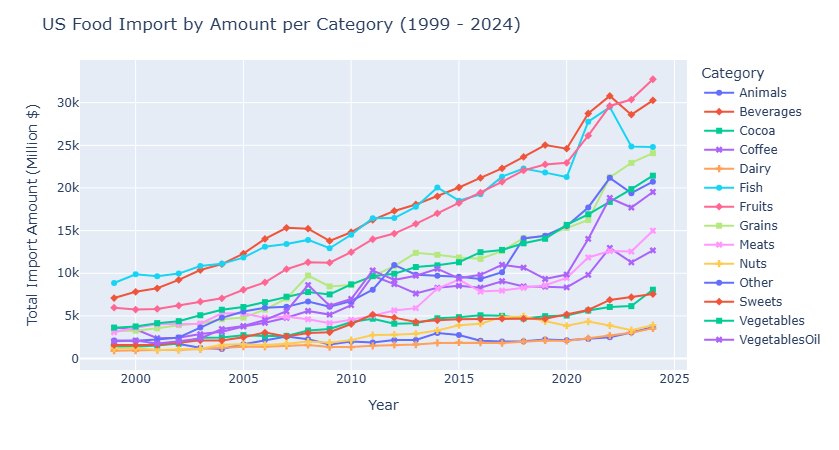 US Food Import by Amount per Category (1999 - 2024)
Category
Animals
Beverages
Cocoa
Coffee
Dairy
Fish
Fruits
Grains
Meats
Nuts
Other
Sweets
Vegetables
VegetablesOil
Total Import Amount (Million $)
30k
25k
20k
15k
10k
5k
0
2000
2005
2010
2015
2020
2025
Year